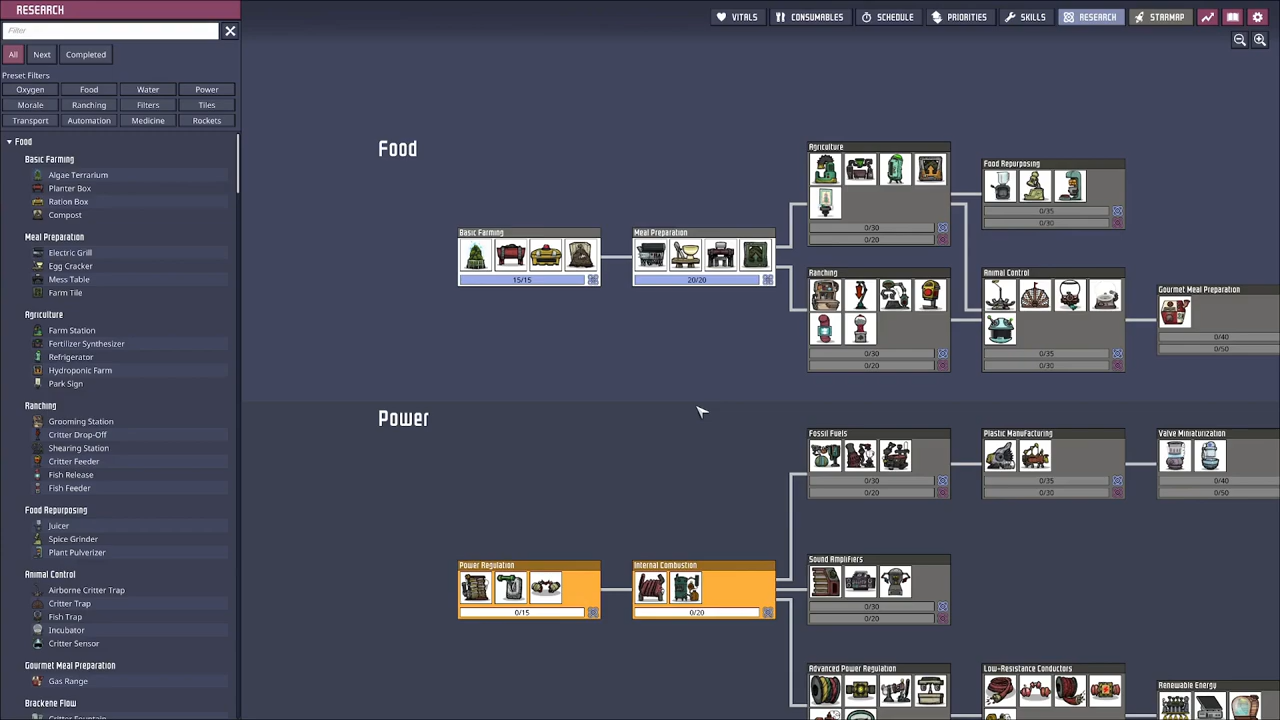 RESEARCH
VITALS
CONSUMABLES
SCHEDULE
PRIORITIES
SKILLS
RESEARCH
STARMAP
Filter
All
Next
Completed
Preset Filters
Oxygen
Food
Water
Power
Morale
Ranching
Filters
Tiles
Transport
Automation
Medicine
Rockets
Food
Basic Farming
Algae Terrarium
Planter Box
Ration Box
Compost
Meal Preparation
Electric Grill
Egg Cracker
Mess Table
Farm Tile
Agriculture
Farm Station
Fertilizer Synthesizer
Refrigerator
Hydroponic Farm
Park Sign
Ranching
Grooming Station
Critter Drop-Off
Shearing Station
Critter Feeder
Fish Release
Fish Feeder
Food Repurposing
Juicer
Spice Grinder
Plant Pulverizer
Animal Control
Airborne Critter Trap
Critter Trap
Fish Trap
Incubator
Critter Sensor
Gourmet Meal Preparation
Gas Range
Brackene Flow
Critter Fountain
Food
Basic Farming
15/15
Meal Preparation
20/20
Agriculture
0/30
0/20
Food Repurposing
0/35
0/30
Ranching
0/30
0/20
Animal Control
0/35
0/30
Gourmet Meal Preparation
0/40
0/50
Power
Power Regulation
0/15
Internal Combustion
0/20
Fossil Fuels
0/30
0/20
Plastic Manufacturing
0/35
0/30
Valve Miniaturization
0/40
0/50
Sound Amplifiers
0/30
0/20
Advanced Power Regulation
Low-Resistance Conductors
Renewable Energy